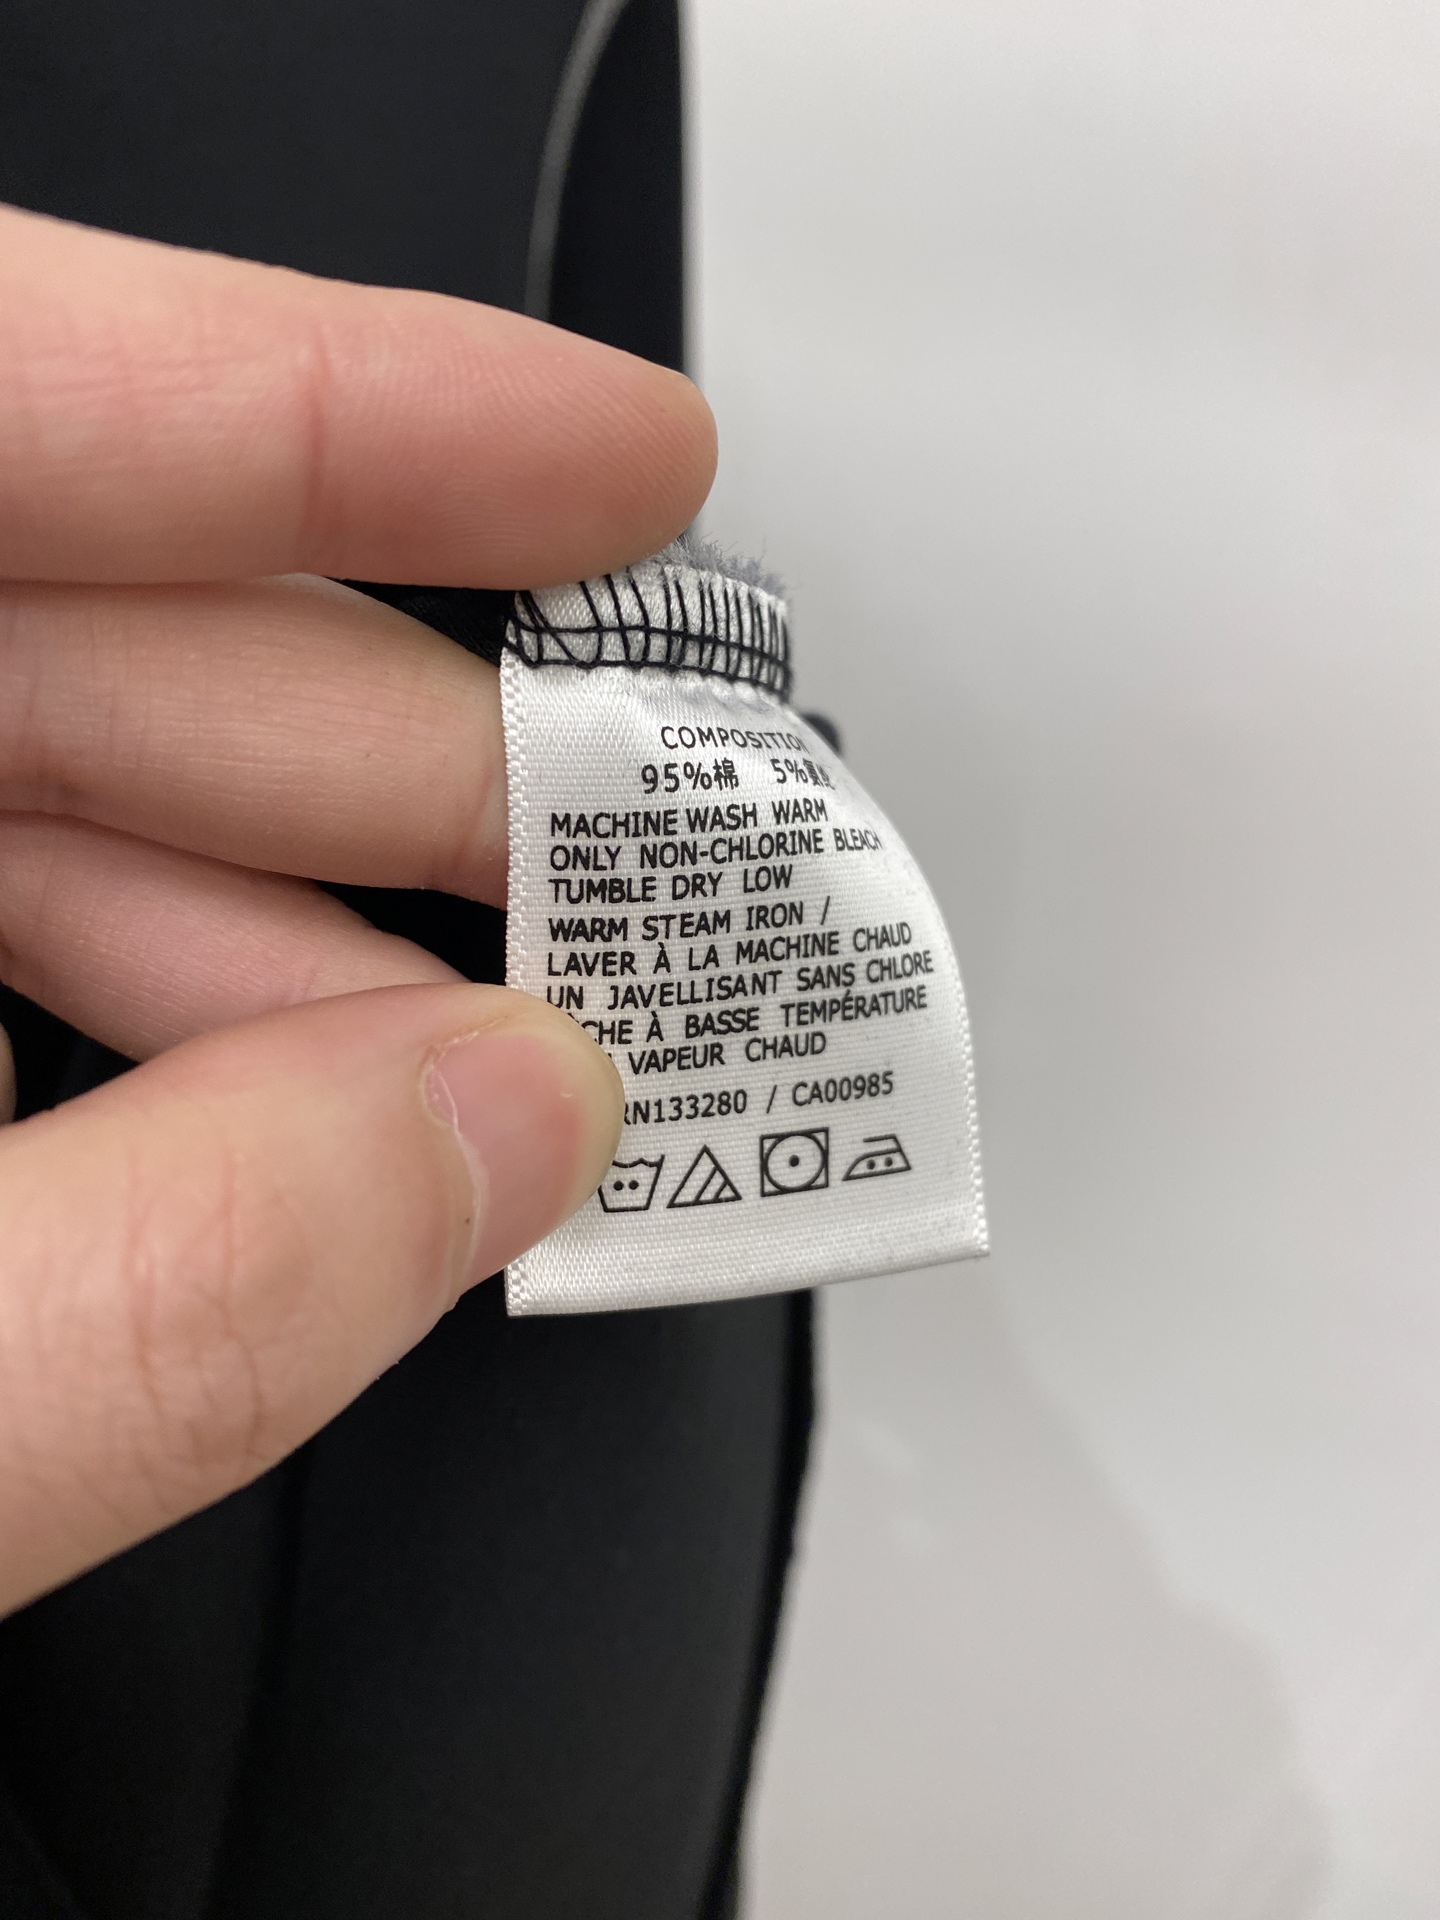 COMPOSITION
95%棉 5%氨纶
MACHINE WASH WARM
ONLY NON-CHLORINE BLEACH
TUMBLE DRY LOW
WARM STEAM IRON /
LAVER À LA MACHINE CHAUD
UN JAVELLISANT SANS CHLORE
CHE À BASSE TEMPÉRATURE
VAPEUR CHAUD
RN133280 / CA00985